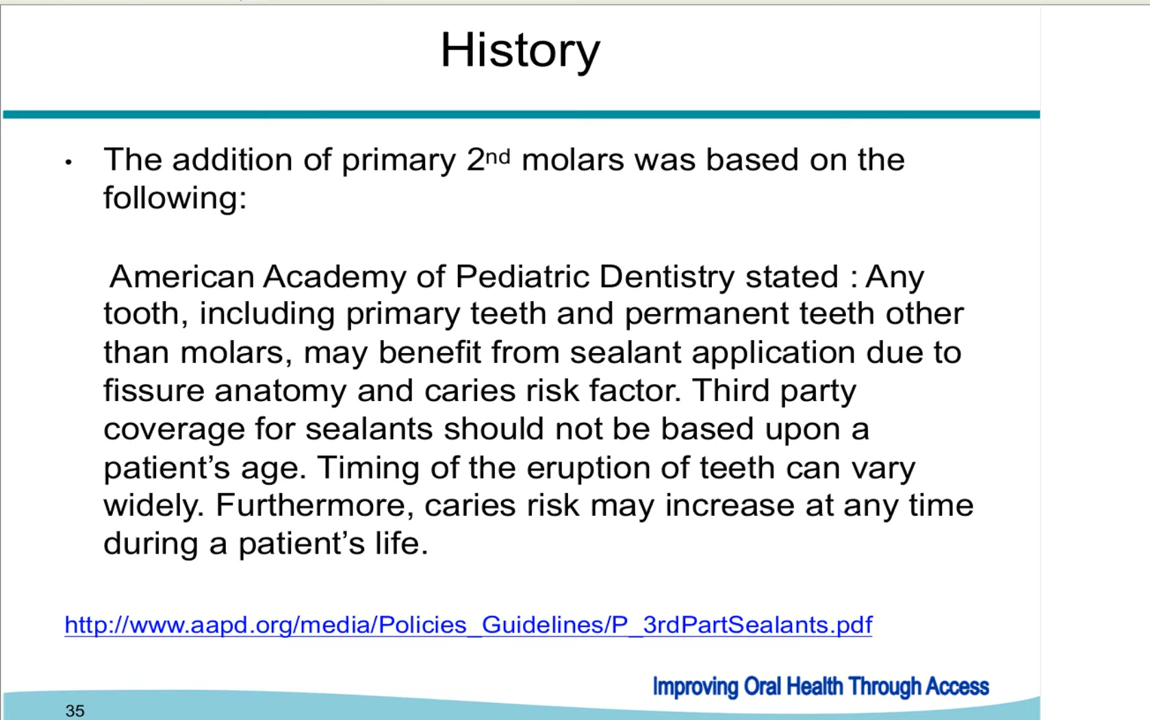 History
• The addition of primary 2nd molars was based on the
following:
American Academy of Pediatric Dentistry stated : Any
tooth, including primary teeth and permanent teeth other
than molars, may benefit from sealant application due to
fissure anatomy and caries risk factor. Third party
coverage for sealants should not be based upon a
patient’s age. Timing of the eruption of teeth can vary
widely. Furthermore, caries risk may increase at any time
during a patient’s life.
http://www.aapd.org/media/Policies_Guidelines/P_3rdPartSealants.pdf
Improving Oral Health Through Access
35